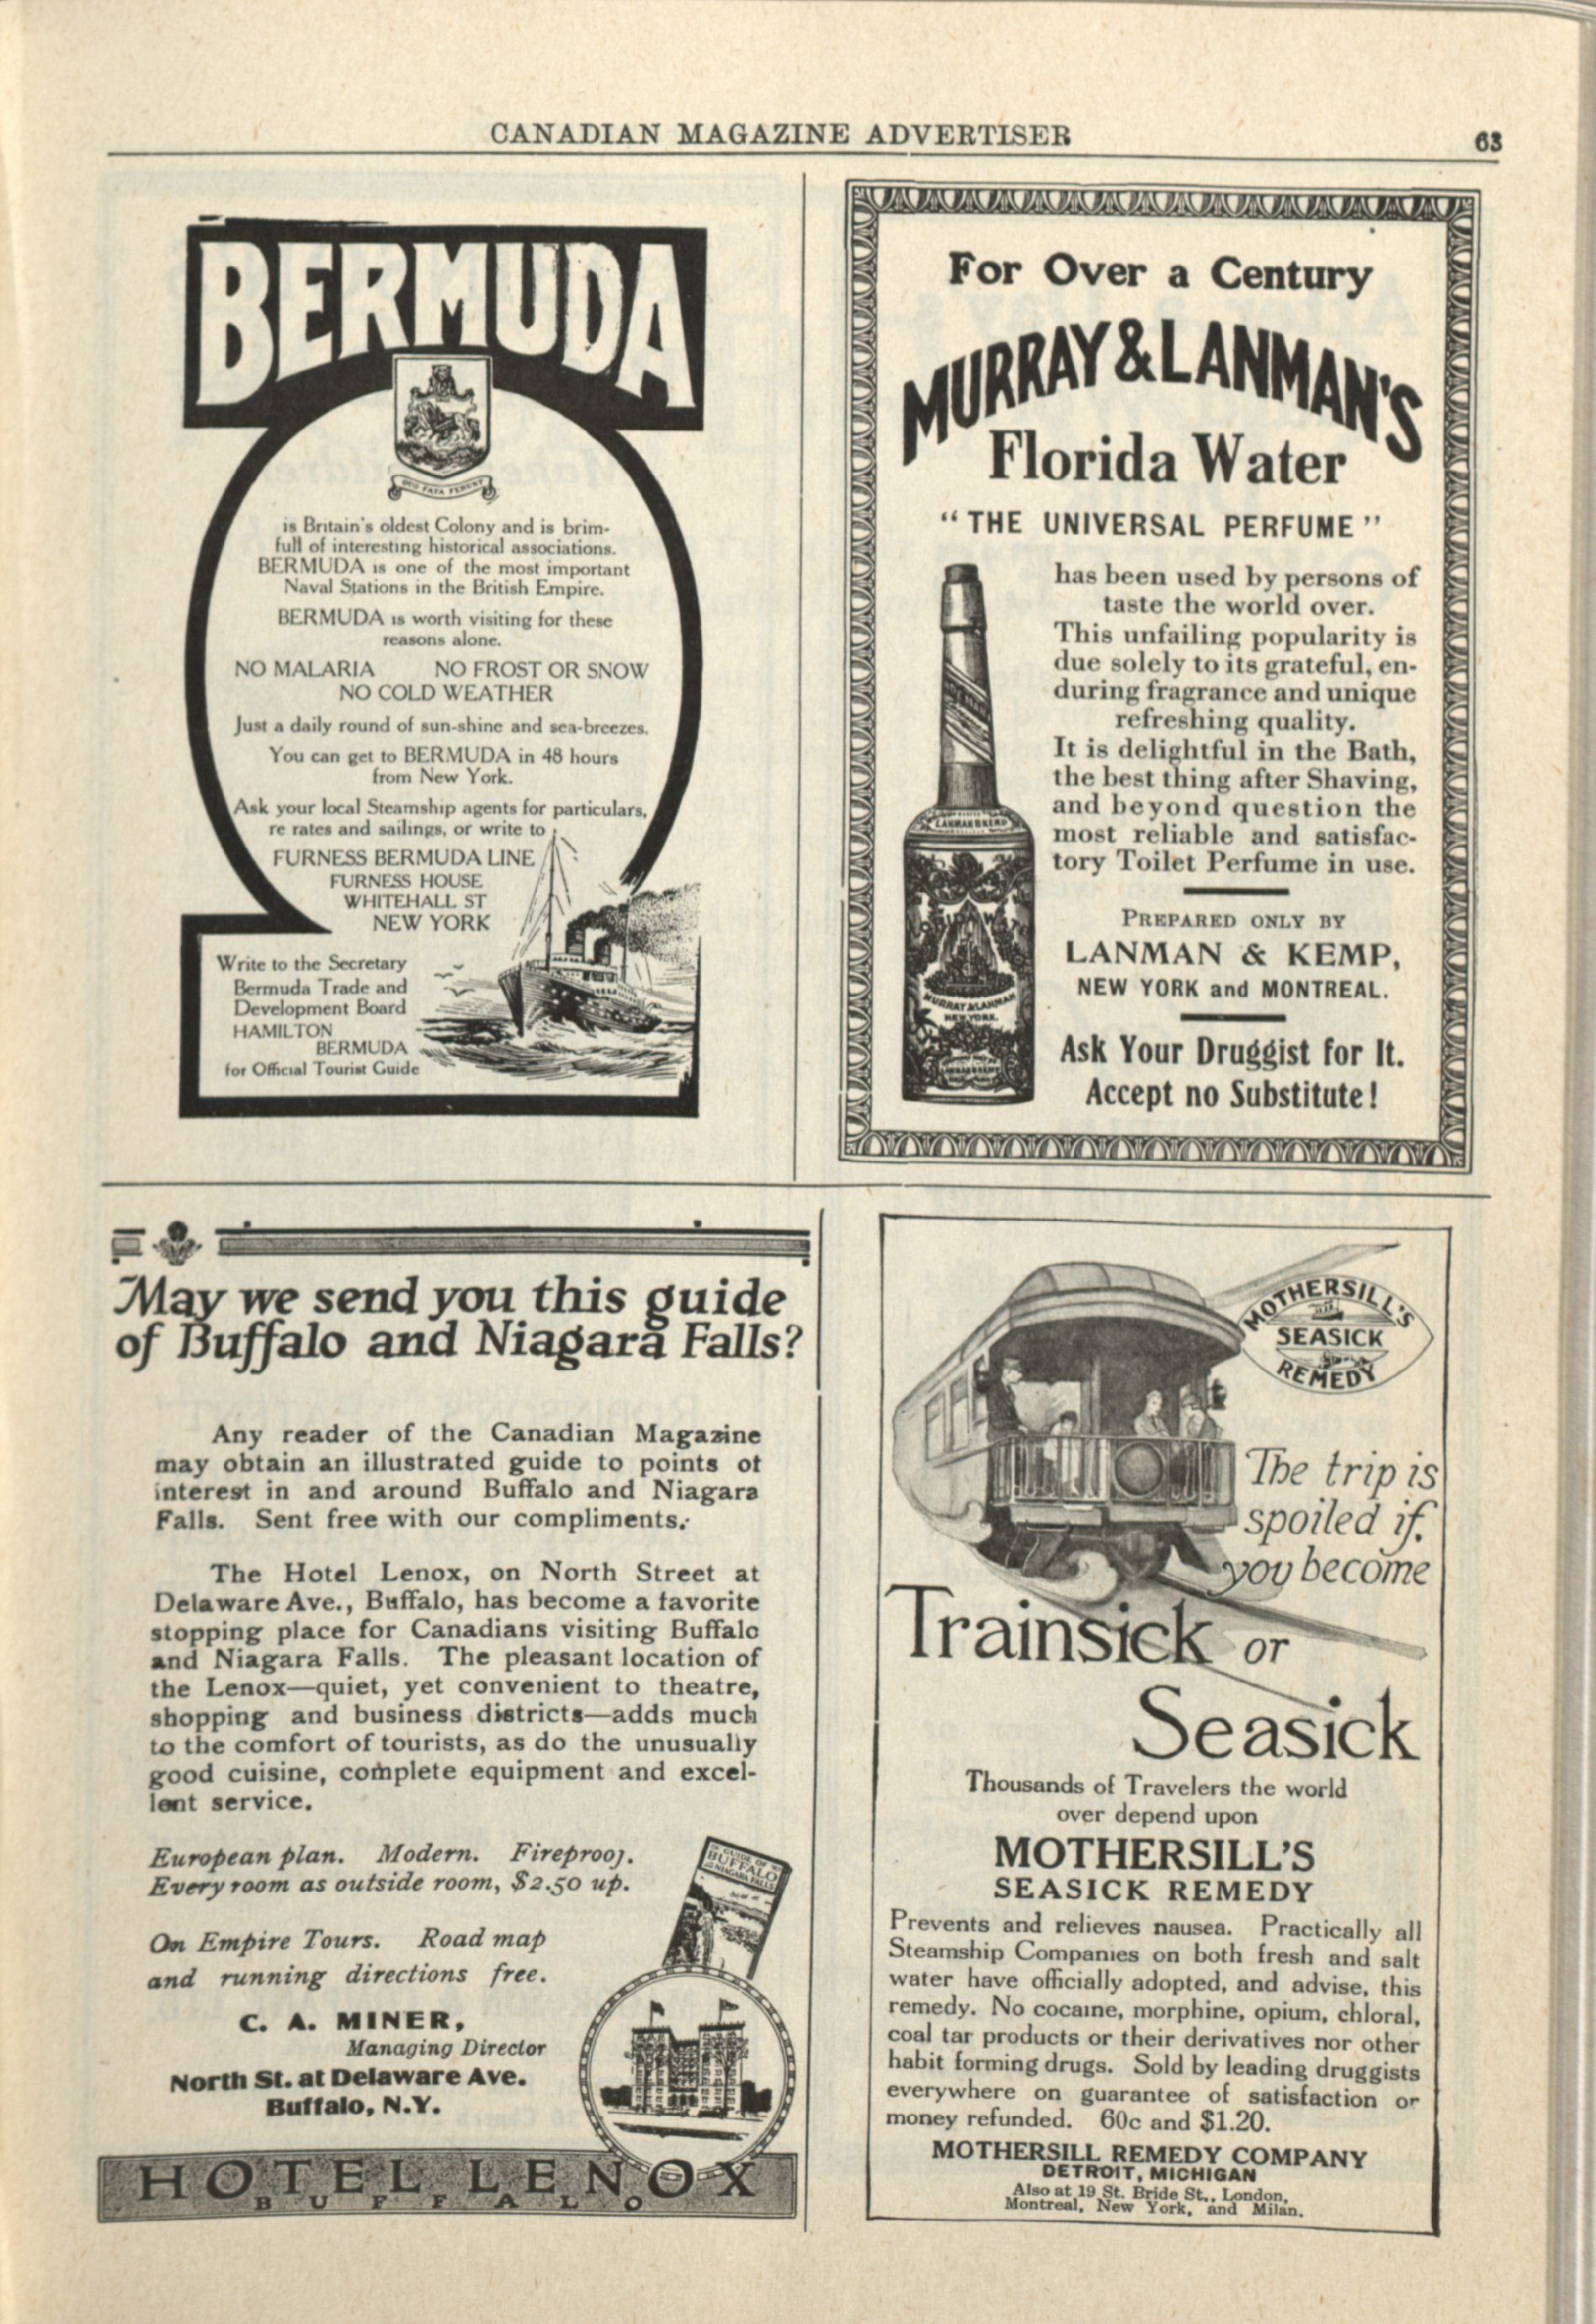 CANADIAN MAGAZINE ADVERTISER
63
BERMUDA
QUO FATA FERUNT
is Britain's oldest Colony and is brim-
full of interesting historical associations.
BERMUDA is one of the most important
Naval Stations in the British Empire.
BERMUDA is worth visiting for these
reasons alone.
NO MALARIA NO FROST OR SNOW
NO COLD WEATHER
Just a daily round of sun-shine and sea-breezes.
You can get to BERMUDA in 48 hours
from New York.
Ask your local Steamship agents for particulars,
re rates and sailings, or write to
FURNESS BERMUDA LINE
FURNESS HOUSE
WHITEHALL ST
NEW YORK
Write to the Secretary
Bermuda Trade and
Development Board
HAMILTON
BERMUDA
for Official Tourist Guide
For Over a Century
MURRAY & LANMAN'S
Florida Water
"THE UNIVERSAL PERFUME"
has been used by persons of
taste the world over.
This unfailing popularity is
due solely to its grateful, en-
during fragrance and unique
refreshing quality.
It is delightful in the Bath,
the best thing after Shaving,
and beyond question the
most reliable and satisfac-
tory Toilet Perfume in use.
PREPARED ONLY BY
LANMAN & KEMP,
NEW YORK and MONTREAL.
Ask Your Druggist for It.
Accept no Substitute!
LANMAN & KEMP
FLORIDA WATER
MURRAY & LANMAN
NEW YORK.
May we send you this guide
of Buffalo and Niagara Falls?
Any reader of the Canadian Magazine
may obtain an illustrated guide to points of
interest in and around Buffalo and Niagara
Falls. Sent free with our compliments.
The Hotel Lenox, on North Street at
Delaware Ave., Buffalo, has become a favorite
stopping place for Canadians visiting Buffalo
and Niagara Falls. The pleasant location of
the Lenox—quiet, yet convenient to theatre,
shopping and business districts—adds much
to the comfort of tourists, as do the unusually
good cuisine, complete equipment and excel-
lent service.
European plan. Modern. Fireproof.
Every room as outside room, $2.50 up.
On Empire Tours. Road map
and running directions free.
C. A. MINER,
Managing Director
North St. at Delaware Ave.
Buffalo, N.Y.
GUIDE OF
BUFFALO
NIAGARA FALLS
HOTEL LENOX
BUFFALO
MOTHERSILL'S
SEASICK
REMEDY
The trip is
spoiled if
you become
Trainsick or
Seasick
Thousands of Travelers the world
over depend upon
MOTHERSILL'S
SEASICK REMEDY
Prevents and relieves nausea. Practically all
Steamship Companies on both fresh and salt
water have officially adopted, and advise, this
remedy. No cocaine, morphine, opium, chloral,
coal tar products or their derivatives nor other
habit forming drugs. Sold by leading druggists
everywhere on guarantee of satisfaction or
money refunded. 60c and $1.20.
MOTHERSILL REMEDY COMPANY
DETROIT, MICHIGAN
Also at 19 St. Bride St., London,
Montreal, New York, and Milan.